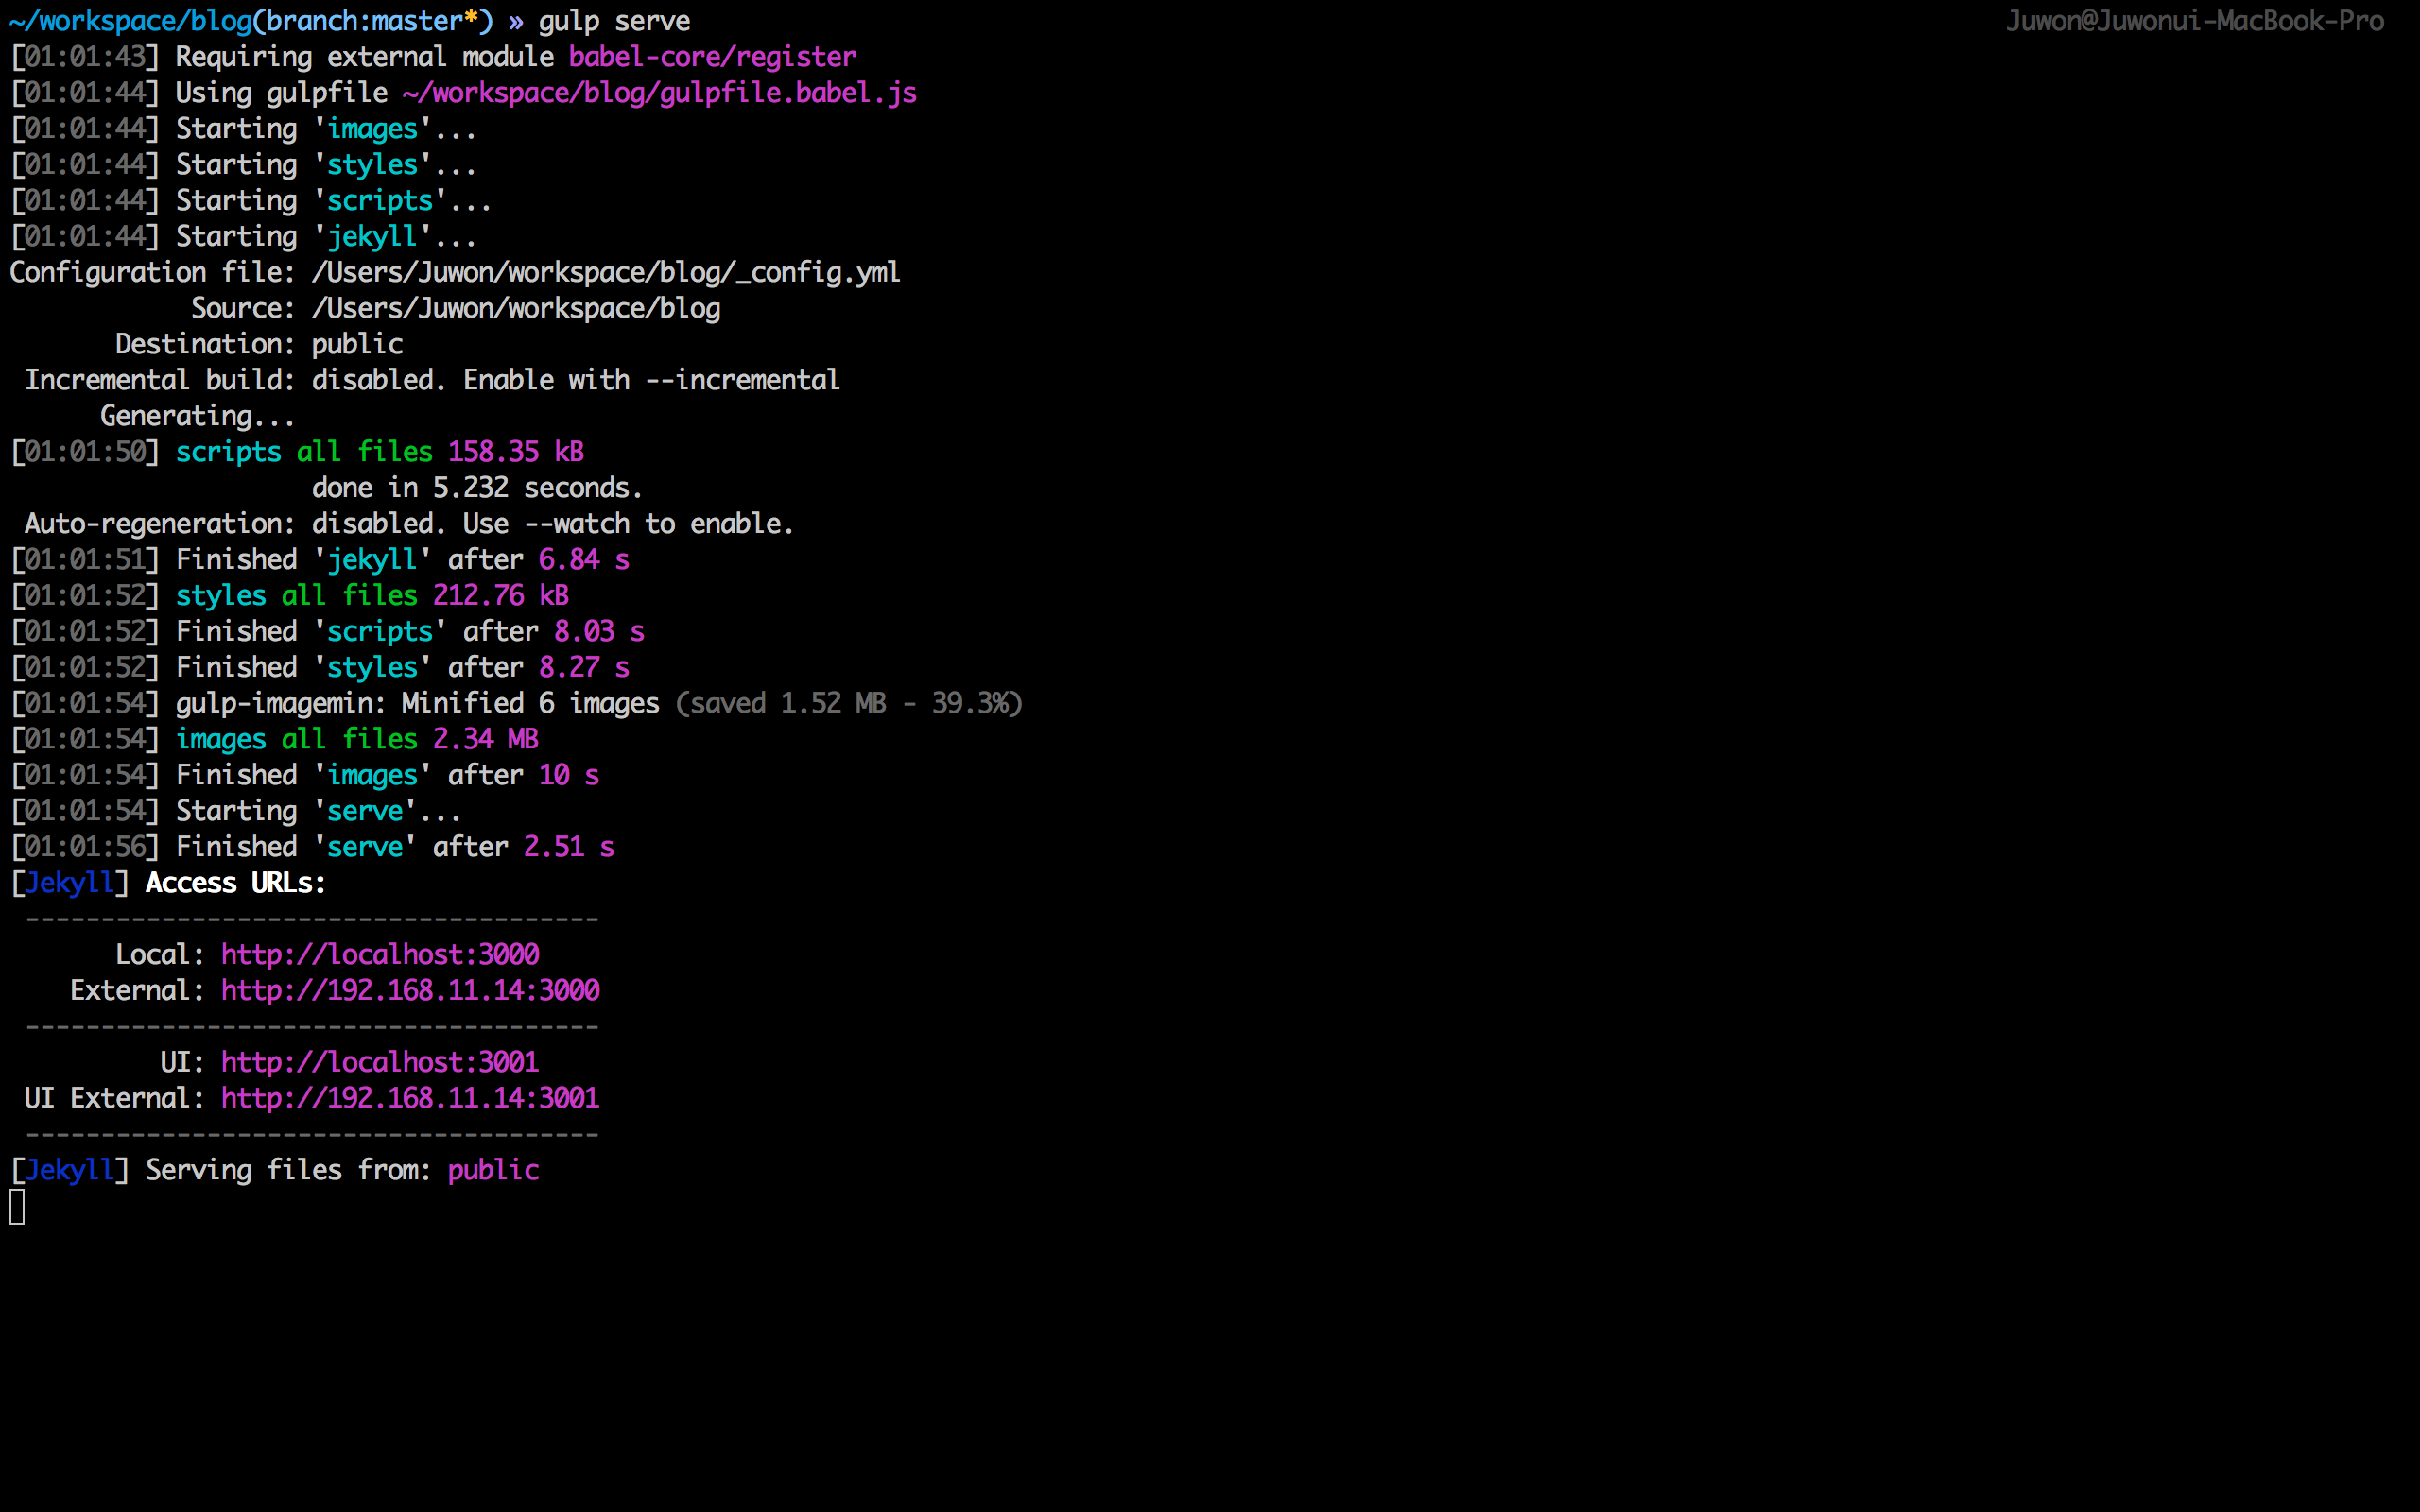 ~/workspace/blog(branch:master*) » gulp serve Juwon@Juwonui-MacBook-Pro
[01:01:43] Requiring external module babel-core/register
[01:01:44] Using gulpfile ~/workspace/blog/gulpfile.babel.js
[01:01:44] Starting 'images'...
[01:01:44] Starting 'styles'...
[01:01:44] Starting 'scripts'...
[01:01:44] Starting 'jekyll'...
Configuration file: /Users/Juwon/workspace/blog/_config.yml
Source: /Users/Juwon/workspace/blog
Destination: public
Incremental build: disabled. Enable with --incremental
Generating...
[01:01:50] scripts all files 158.35 kB
done in 5.232 seconds.
Auto-regeneration: disabled. Use --watch to enable.
[01:01:51] Finished 'jekyll' after 6.84 s
[01:01:52] styles all files 212.76 kB
[01:01:52] Finished 'scripts' after 8.03 s
[01:01:52] Finished 'styles' after 8.27 s
[01:01:54] gulp-imagemin: Minified 6 images (saved 1.52 MB - 39.3%)
[01:01:54] images all files 2.34 MB
[01:01:54] Finished 'images' after 10 s
[01:01:54] Starting 'serve'...
[01:01:56] Finished 'serve' after 2.51 s
[Jekyll] Access URLs:
--------------------------------------
Local: http://localhost:3000
External: http://192.168.11.14:3000
--------------------------------------
UI: http://localhost:3001
UI External: http://192.168.11.14:3001
--------------------------------------
[Jekyll] Serving files from: public